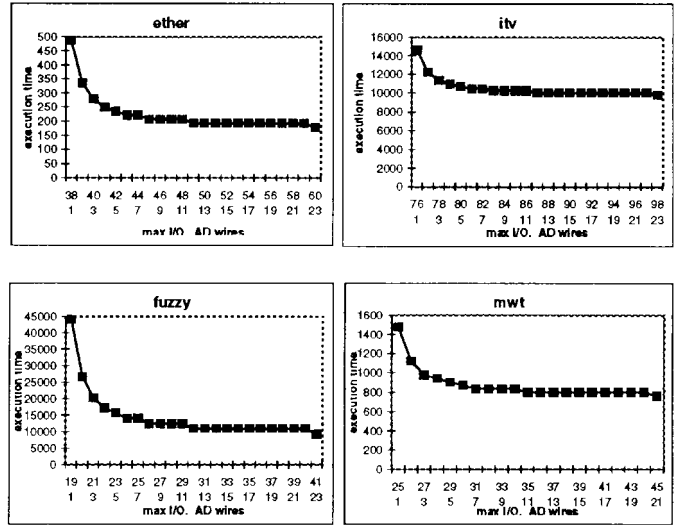 ether
500
450
400
350
300
250
200
150
100
50
0
execution time
38 40 42 44 46 48 50 52 54 56 58 60
1 3 5 7 9 11 13 15 17 19 21 23
max I/O. AD wires
itv
16000
14000
12000
10000
8000
6000
4000
2000
0
execution time
76 78 80 82 84 86 88 90 92 94 96 98
1 3 5 7 9 11 13 15 17 19 21 23
max I/O. AD wires
fuzzy
45000
40000
35000
30000
25000
20000
15000
10000
5000
0
execution time
19 21 23 25 27 29 31 33 35 37 39 41
1 3 5 7 9 11 13 15 17 19 21 23
max I/O. AD wires
mwt
1600
1400
1200
1000
800
600
400
200
0
execution time
25 27 29 31 33 35 37 39 41 43 45
1 3 5 7 9 11 13 15 17 19 21
max I/O. AD wires